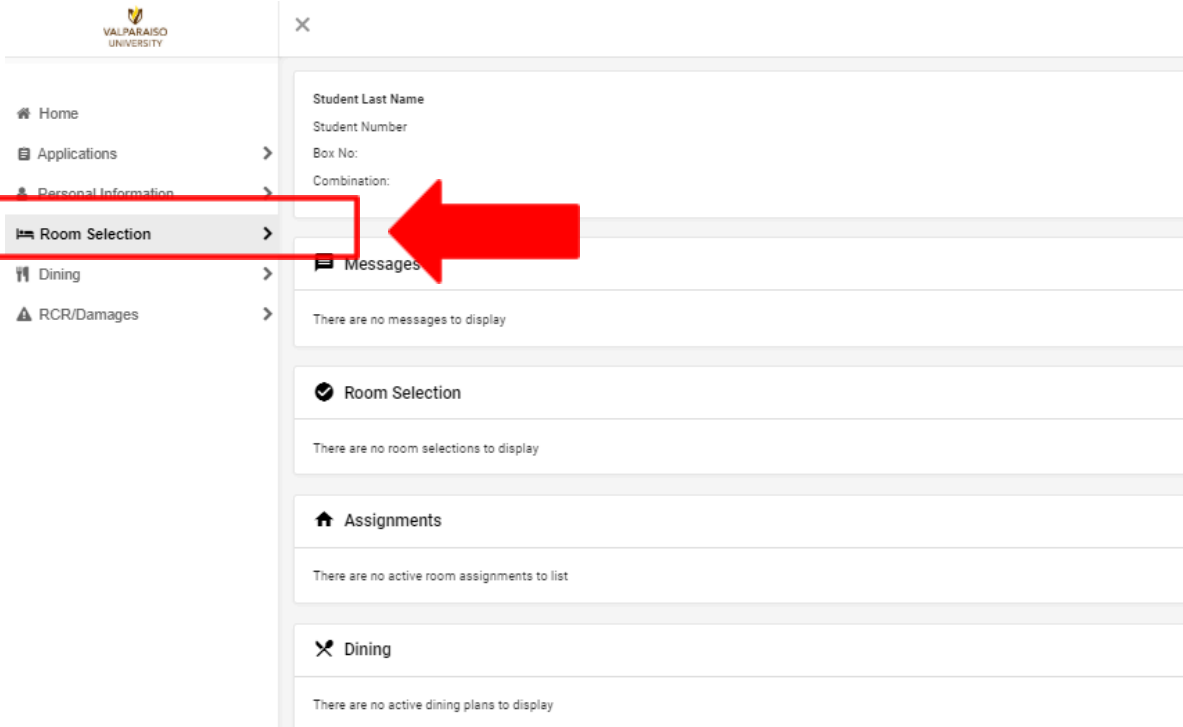 VALPARAISO
UNIVERSITY
Home
Applications
Personal Information
Room Selection
Dining
RCR/Damages
Student Last Name
Student Number
Box No:
Combination:
Messages
There are no messages to display
Room Selection
There are no room selections to display
Assignments
There are no active room assignments to list
Dining
There are no active dining plans to display